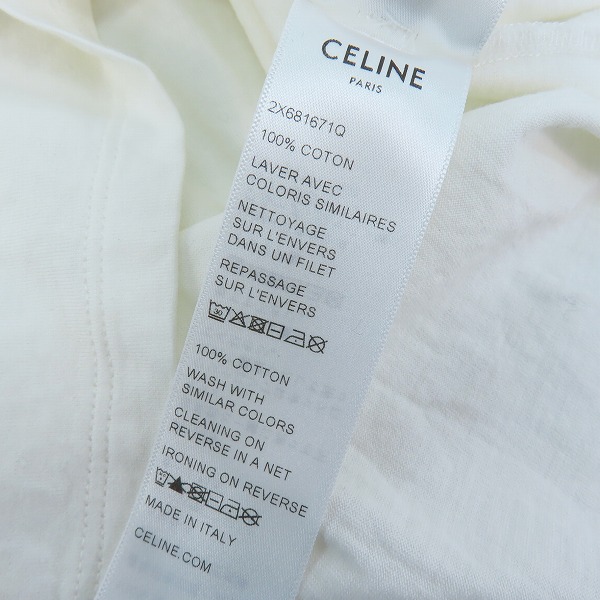 CELINE
PARIS
2X681671Q
100% COTON
LAVER AVEC
COLORIS SIMILAIRES
NETTOYAGE
SUR L'ENVERS
DANS UN FILET
REPASSAGE
SUR L'ENVERS
30
100% COTTON
WASH WITH
SIMILAR COLORS
CLEANING ON
REVERSE IN A NET
IRONING ON REVERSE
MADE IN ITALY
CELINE.COM